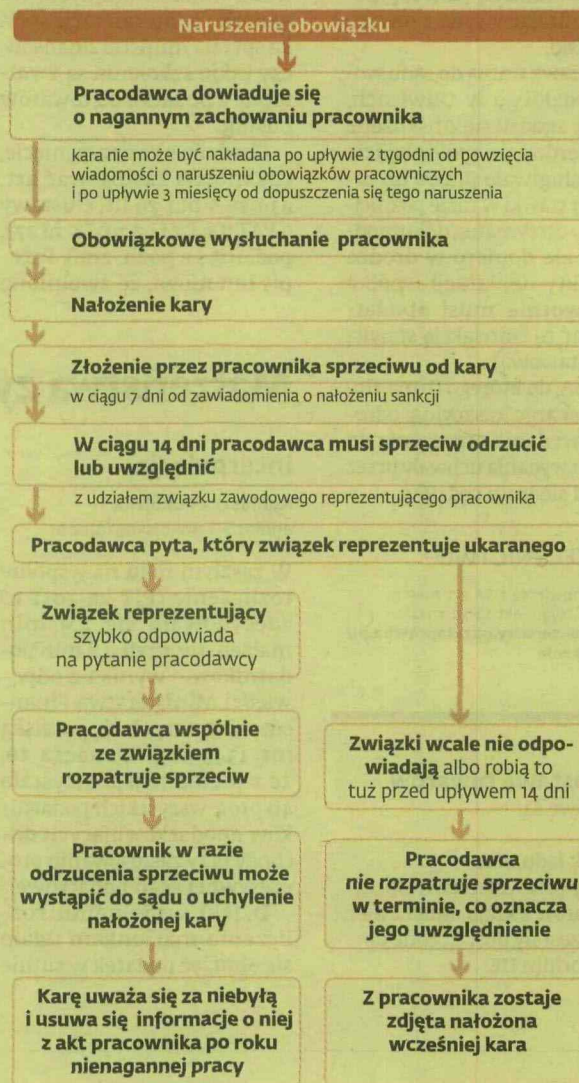 Naruszenie obowiązku
Pracodawca dowiaduje się
o nagannym zachowaniu pracownika
kara nie może być nakładana po upływie 2 tygodni od powzięcia
wiadomości o naruszeniu obowiązków pracowniczych
i po upływie 3 miesięcy od dopuszczenia się tego naruszenia
Obowiązkowe wysłuchanie pracownika
Nałożenie kary
Złożenie przez pracownika sprzeciwu od kary
w ciągu 7 dni od zawiadomienia o nałożeniu sankcji
W ciągu 14 dni pracodawca musi sprzeciw odrzucić
lub uwzględnić
z udziałem związku zawodowego reprezentującego pracownika
Pracodawca pyta, który związek reprezentuje ukaranego
Związek reprezentujący
szybko odpowiada
na pytanie pracodawcy
Pracodawca wspólnie
ze związkiem
rozpatruje sprzeciw
Pracownik w razie
odrzucenia sprzeciwu może
wystąpić do sądu o uchylenie
nałożonej kary
Karę uważa się za niebyłą
i usuwa się informacje o niej
z akt pracownika po roku
nienagannej pracy
Związki wcale nie odpo-
wiadają albo robią to
tuż przed upływem 14 dni
Pracodawca
nie rozpatruje sprzeciwu
w terminie, co oznacza
jego uwzględnienie
Z pracownika zostaje
zdjęta nałożona
wcześniej kara